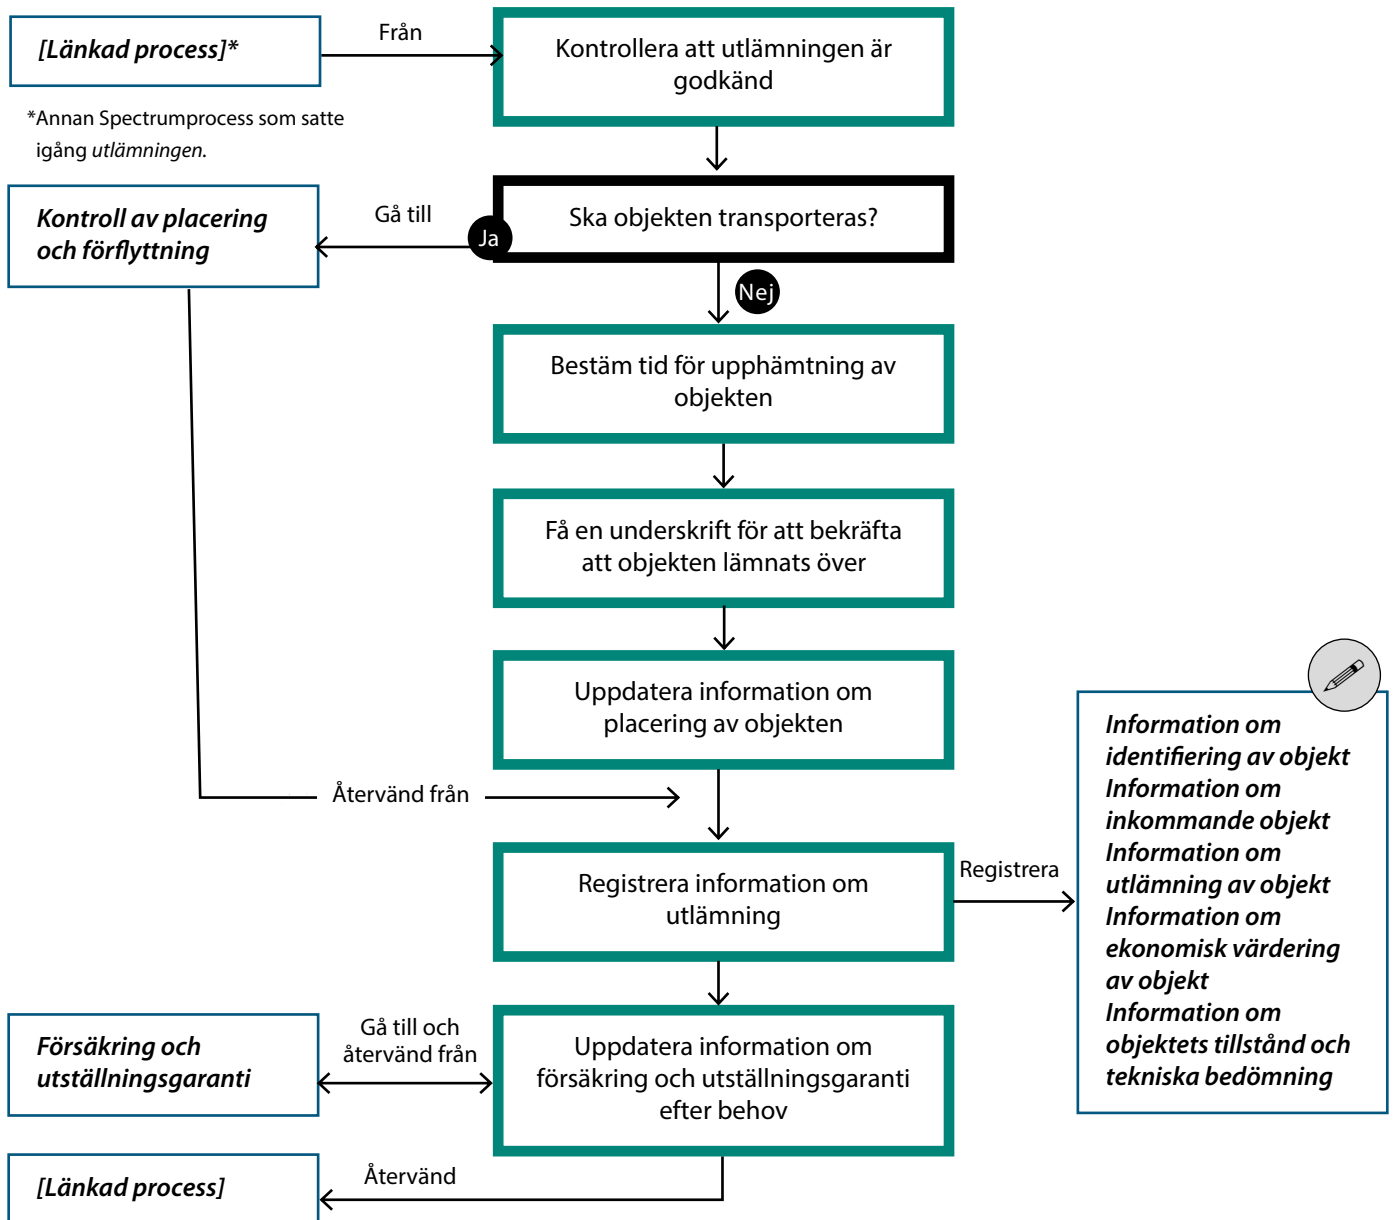 [Länkad process]*
Från
Kontrollera att utlämningen är
godkänd
*Annan Spectrumprocess som satte
igång utlämningen.
Kontroll av placering
och förflyttning
Gå till
Ja
Ska objekten transporteras?
Nej
Bestäm tid för upphämtning av
objekten
Få en underskrift för att bekräfta
att objekten lämnats över
Uppdatera information om
placering av objekten
Återvänd från
Registrera information om
utlämning
Registrera
Information om
identifiering av objekt
Information om
inkommande objekt
Information om
utlämning av objekt
Information om
ekonomisk värdering
av objekt
Information om
objektets tillstånd och
tekniska bedömning
Försäkring och
utställningsgaranti
Gå till och
återvänd från
Uppdatera information om
försäkring och utställningsgaranti
efter behov
[Länkad process]
Återvänd